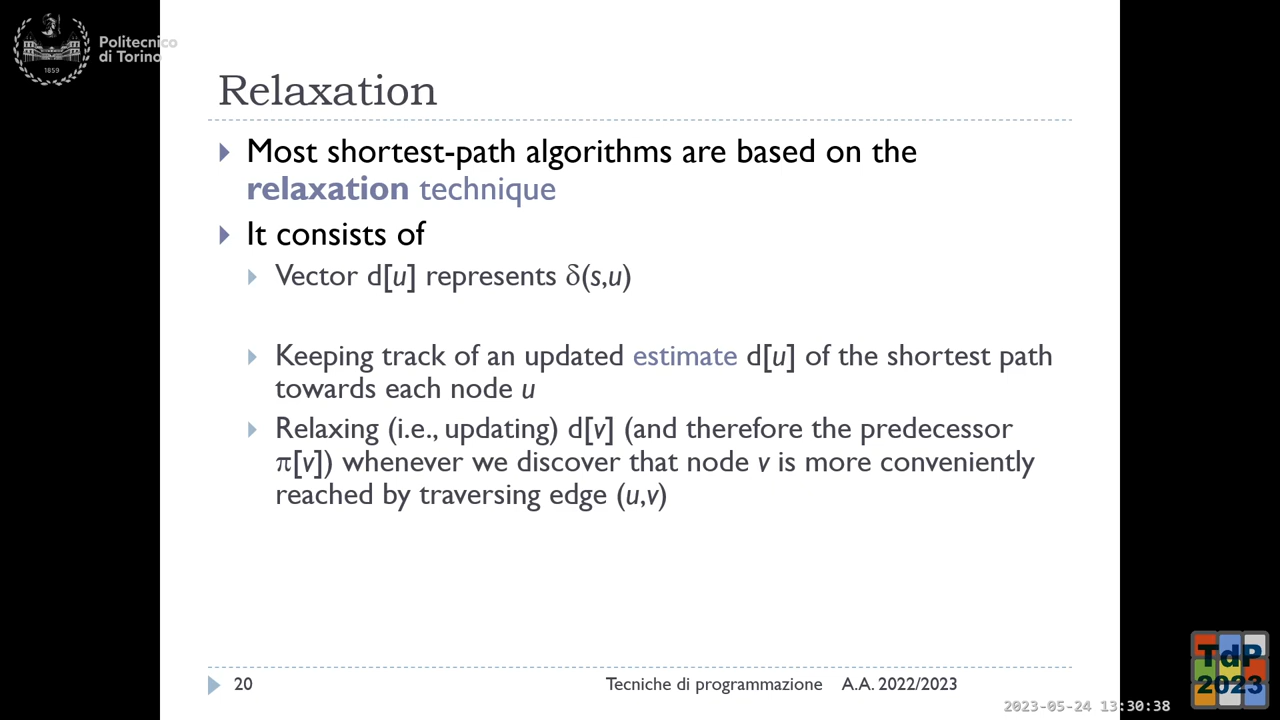 Politecnico
di Torino
1859
Relaxation
Most shortest-path algorithms are based on the
relaxation technique
It consists of
Vector d[u] represents δ(s,u)
Keeping track of an updated estimate d[u] of the shortest path
towards each node u
Relaxing (i.e., updating) d[v] (and therefore the predecessor
π[v]) whenever we discover that node v is more conveniently
reached by traversing edge (u,v)
20
Tecniche di programmazione A.A. 2022/2023
TdP
2023
2023-05-24 13:30:38